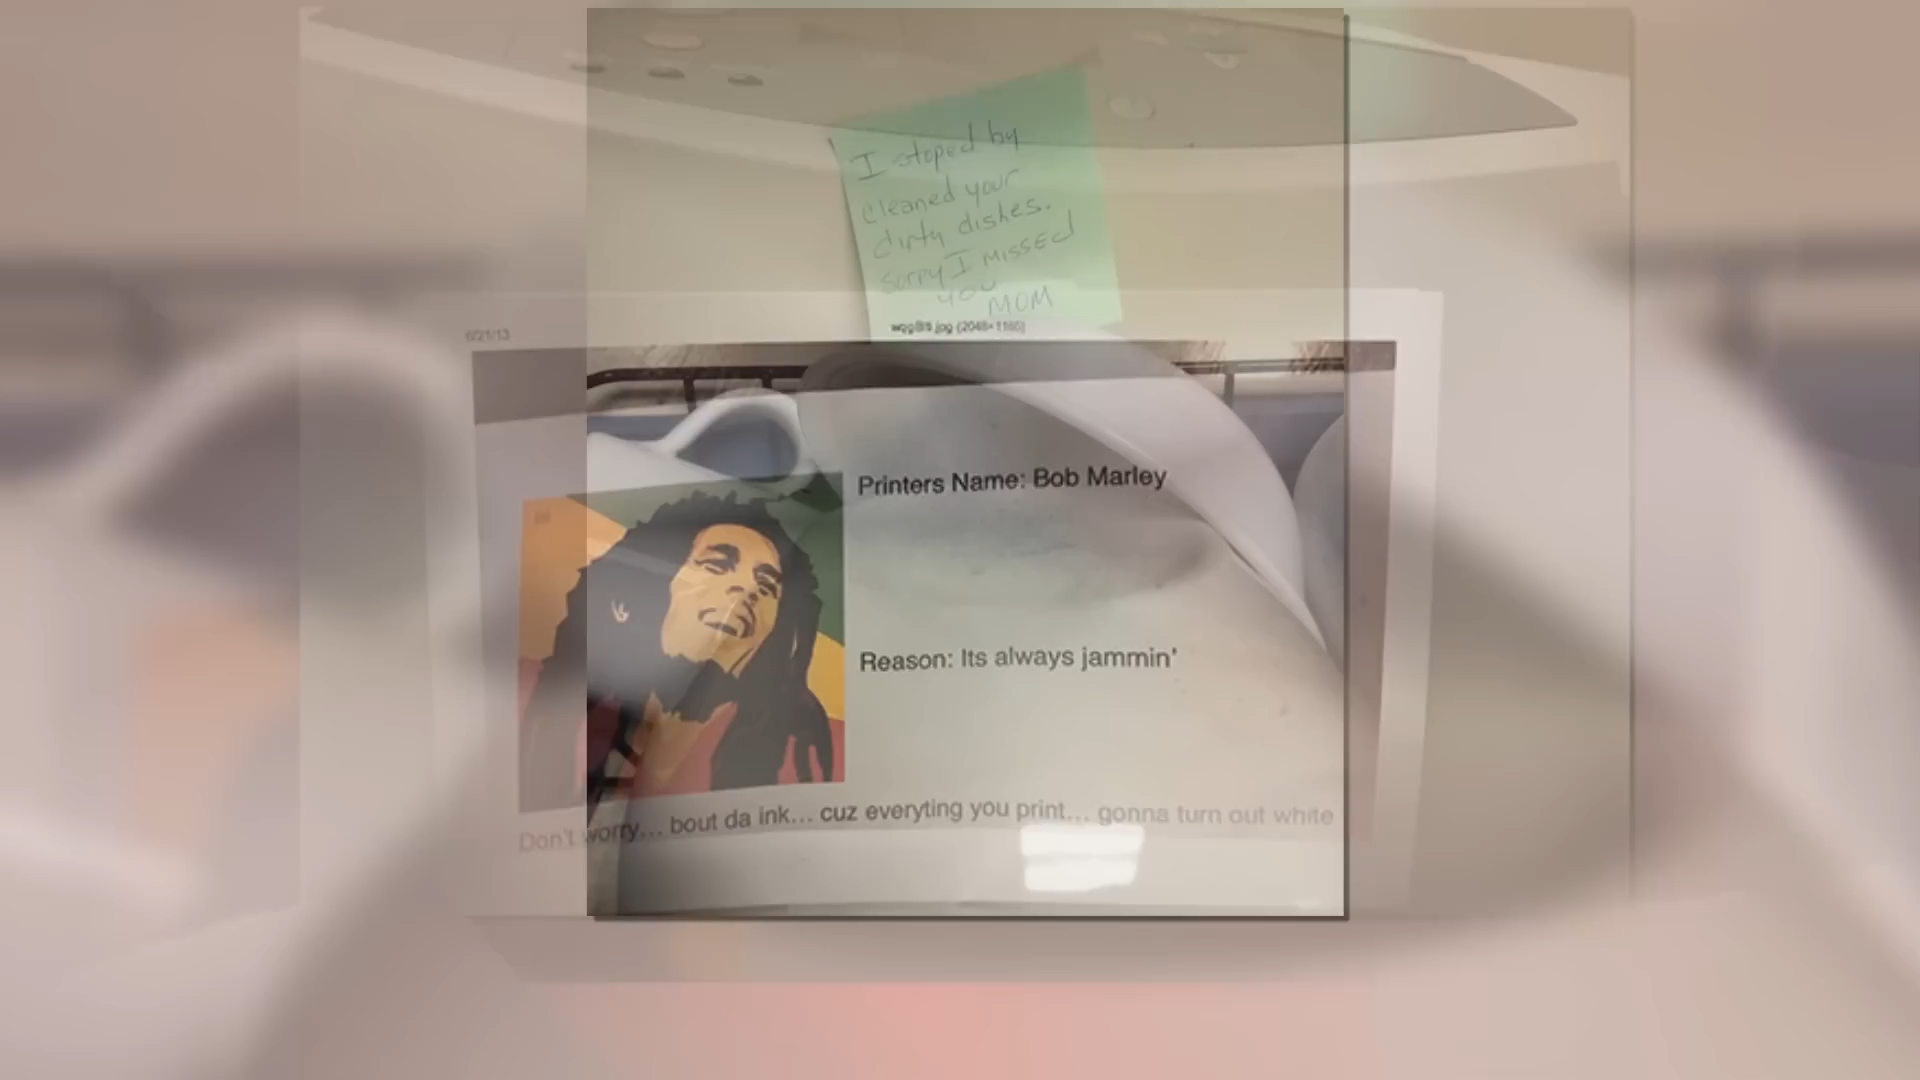 I stoped by
cleaned your
dirty dishes.
sorry I missed
you
MOM
6/21/13
Printers Name: Bob Marley
Reason: Its always jammin'
Don't worry... bout da ink... cuz everyting you print... gonna turn out white